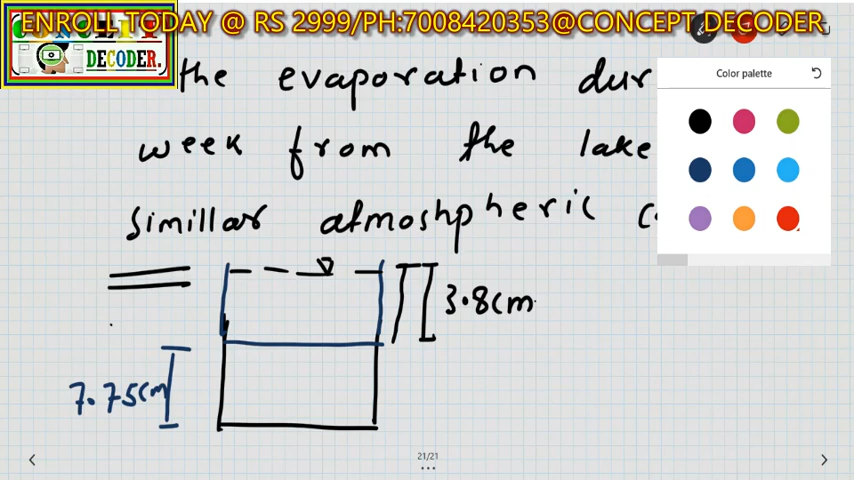 ENROLL TODAY @ RS 2999/PH:7008420353@CONCEPT DECODER
DECODER.
the evaporation dur
Color palette
week from the lake
simillar atmoshpheric c
3.8cm
7.75cm
21/21